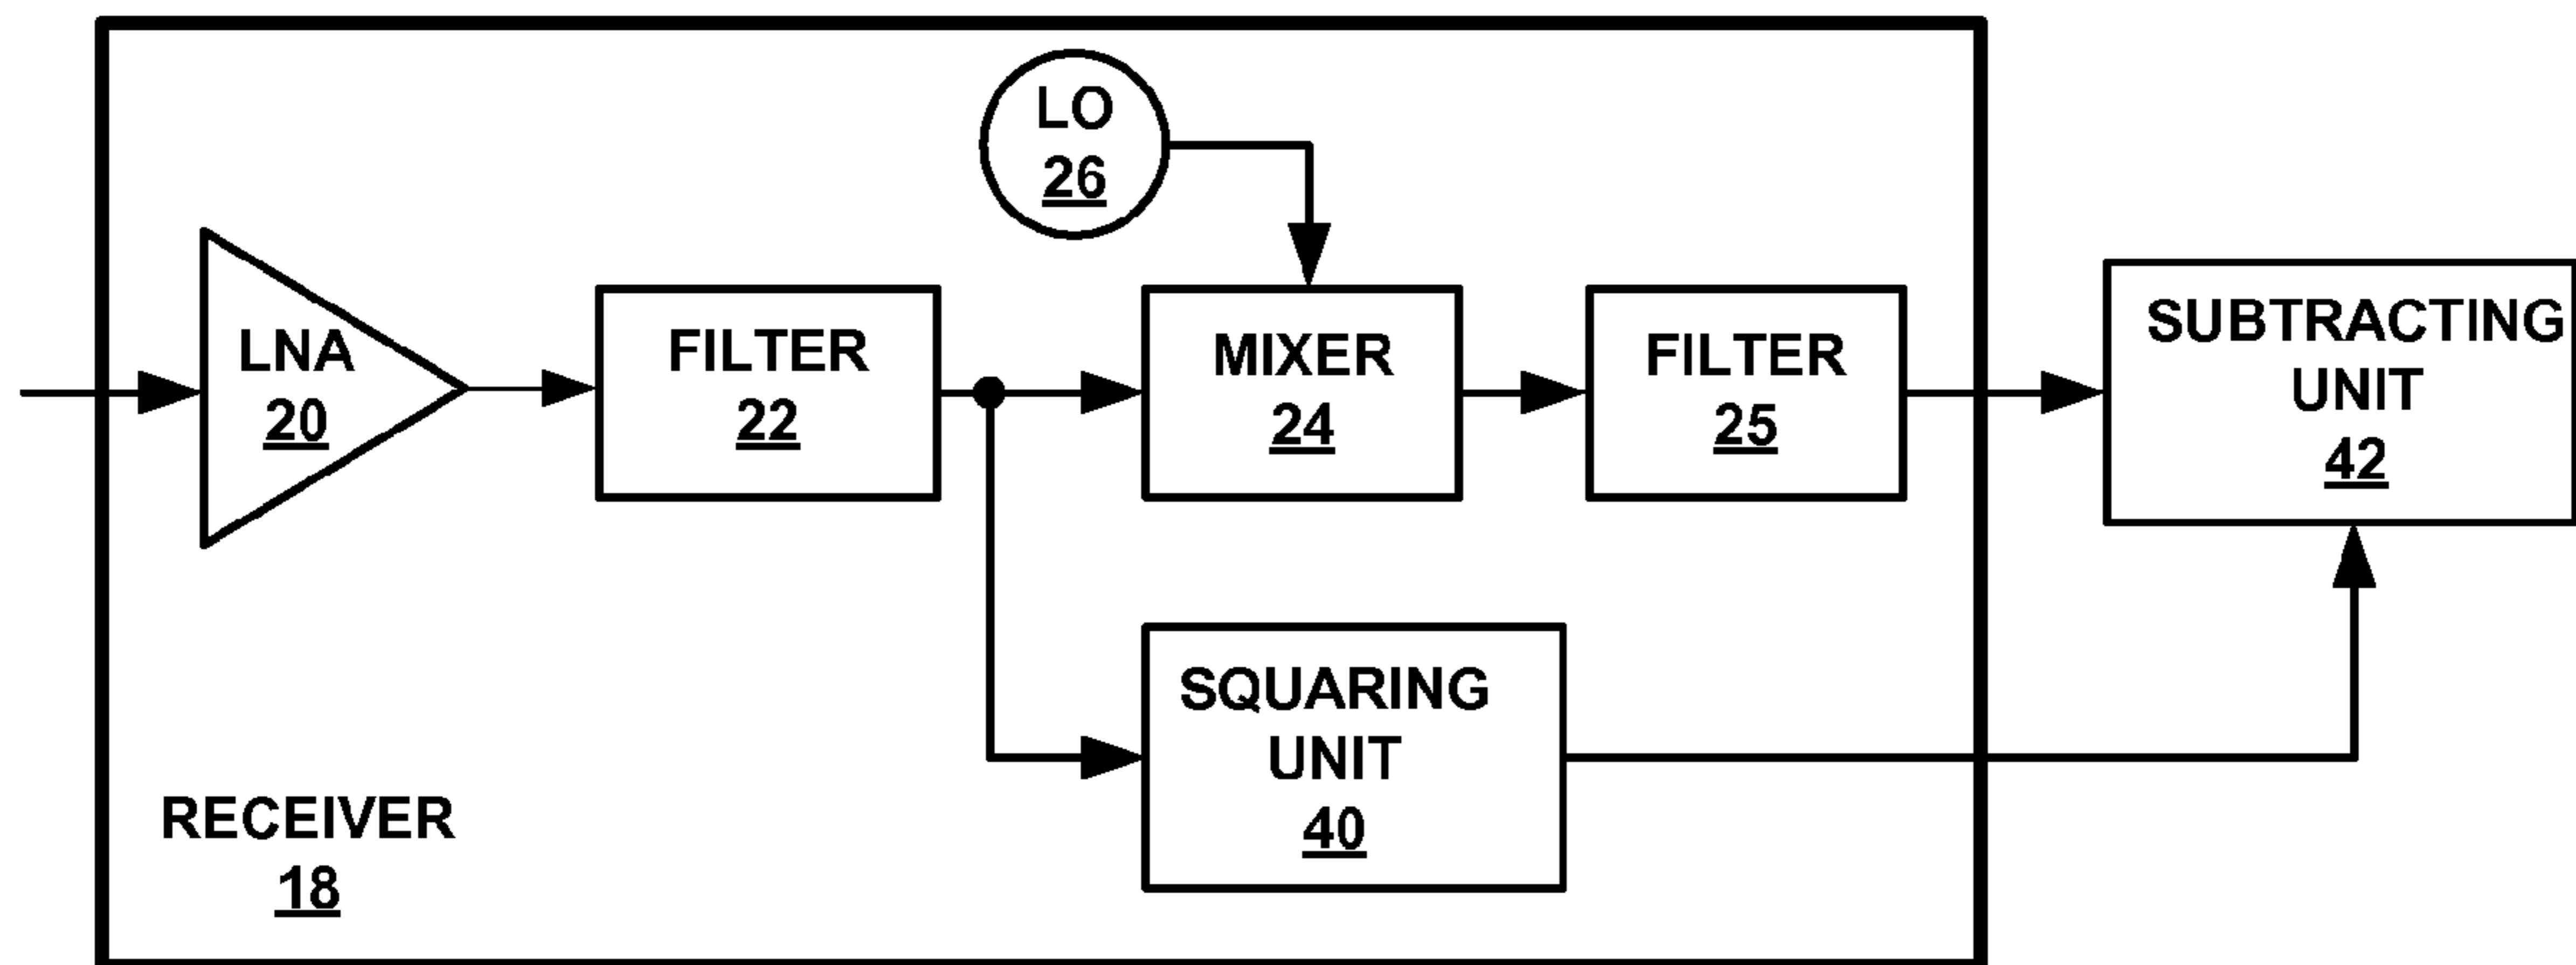 LO
26
LNA
20
FILTER
22
MIXER
24
FILTER
25
SUBTRACTING
UNIT
42
SQUARING
UNIT
40
RECEIVER
18